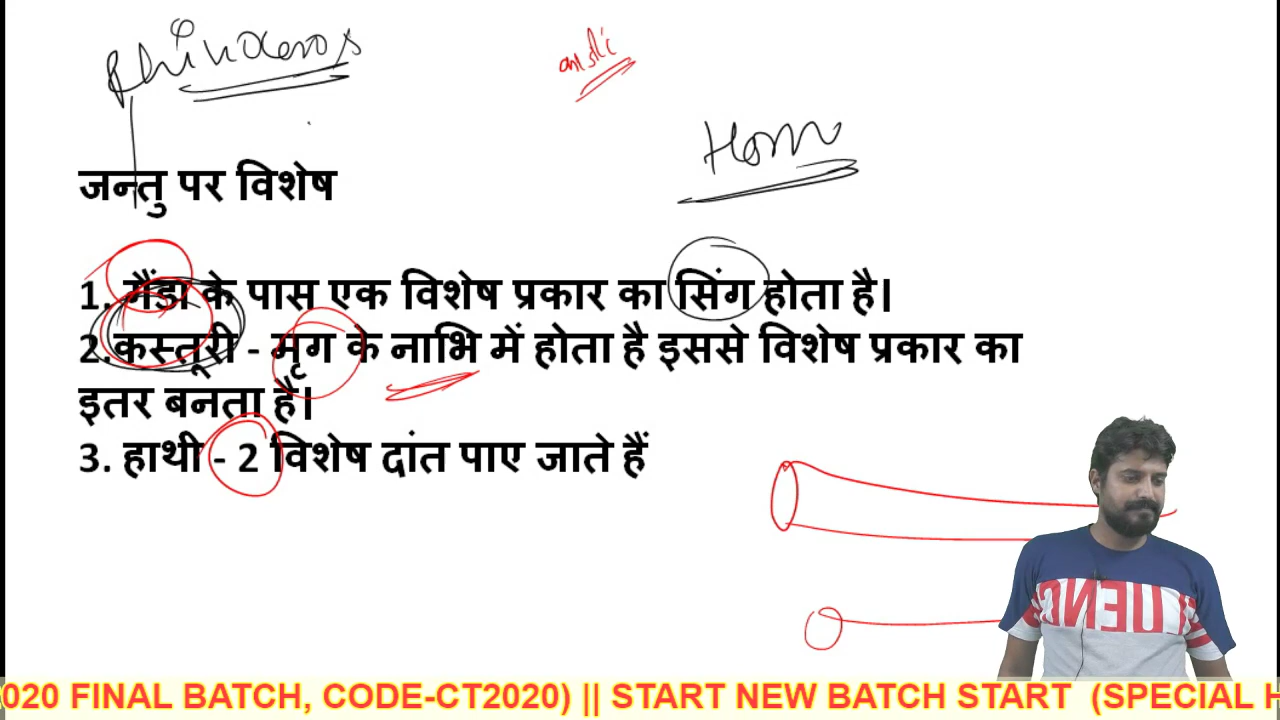 Rhinoceros
Horn
जन्तु पर विशेष
1. गैंडा के पास एक विशेष प्रकार का सिंग होता है।
2.कस्तूरी - मृग के नाभि में होता है इससे विशेष प्रकार का
इतर बनता है।
3. हाथी - 2 विशेष दांत पाए जाते हैं
020 FINAL BATCH, CODE-CT2020) || START NEW BATCH START (SPECIAL H